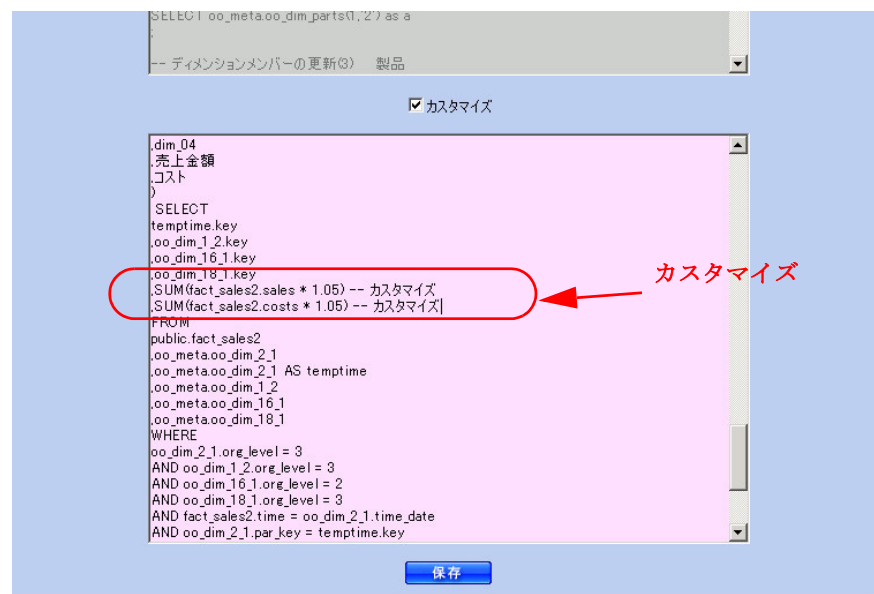 SELECT oo_meta.oo_dim_parts(1,'2') as a
;
-- ディメンションメンバーの更新(3)　製品
カスタマイズ
,dim_04
,売上金額
,コスト
)
SELECT
temptime.key
,oo_dim_1_2.key
,oo_dim_16_1.key
,oo_dim_18_1.key
,SUM(fact_sales2.sales * 1.05) -- カスタマイズ
,SUM(fact_sales2.costs * 1.05) -- カスタマイズ
カスタマイズ
FROM
public.fact_sales2
,oo_meta.oo_dim_2_1
,oo_meta.oo_dim_2_1 AS temptime
,oo_meta.oo_dim_1_2
,oo_meta.oo_dim_16_1
,oo_meta.oo_dim_18_1
WHERE
oo_dim_2_1.org_level = 3
AND oo_dim_1_2.org_level = 3
AND oo_dim_16_1.org_level = 2
AND oo_dim_18_1.org_level = 3
AND fact_sales2.time = oo_dim_2_1.time_date
AND oo_dim_2_1.par_key = temptime.key
保存